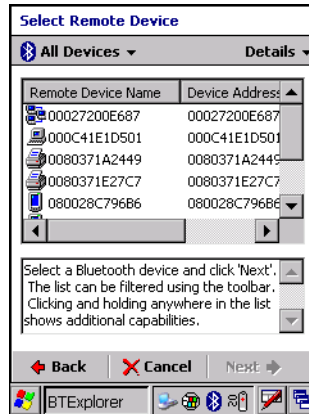 Select Remote Device
All Devices Details
Remote Device Name Device Address
00027200E687 00027200E687
000C41E1D501 000C41E1D501
0080371A2449 0080371A2449
0080371E27C7 0080371E27C7
080028C796B6 080028C796B6
Select a Bluetooth device and click 'Next'.
The list can be filtered using the toolbar.
Clicking and holding anywhere in the list
shows additional capabilities.
Back Cancel Next
BTExplorer